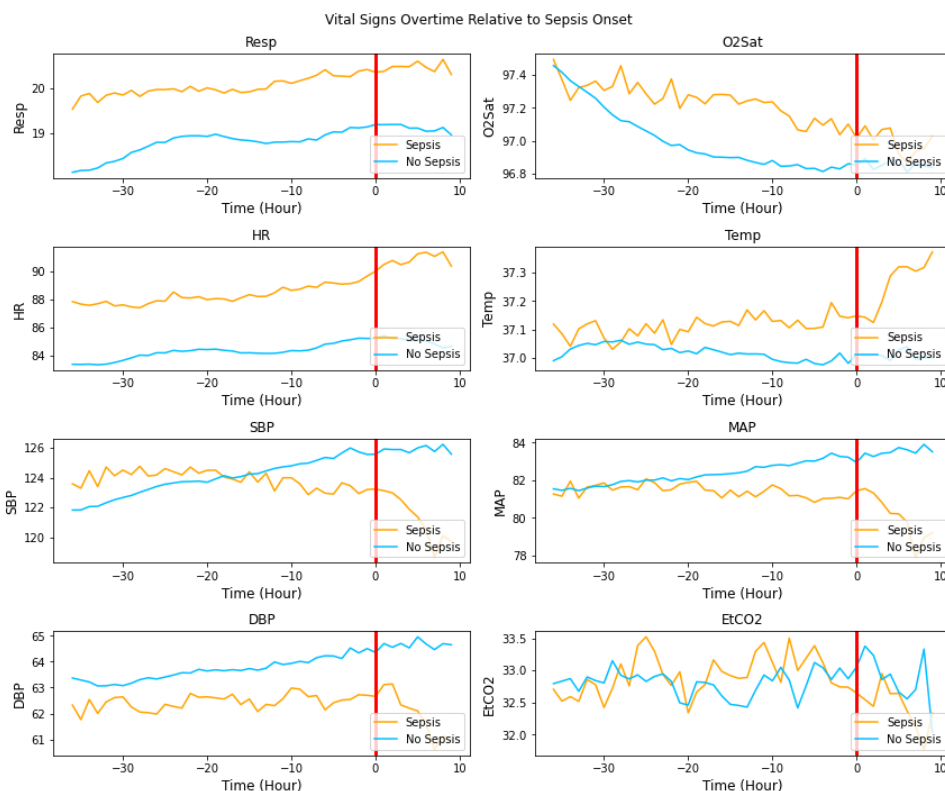 Vital Signs Overtime Relative to Sepsis Onset
Resp
Resp
20
19
−30
−20
−10
0
10
Time (Hour)
Sepsis
No Sepsis
O2Sat
O2Sat
97.4
97.2
97.0
96.8
−30
−20
−10
0
10
Time (Hour)
Sepsis
No Sepsis
HR
HR
90
88
86
84
−30
−20
−10
0
10
Time (Hour)
Sepsis
No Sepsis
Temp
Temp
37.3
37.2
37.1
37.0
−30
−20
−10
0
10
Time (Hour)
Sepsis
No Sepsis
SBP
SBP
126
124
122
120
−30
−20
−10
0
10
Time (Hour)
Sepsis
No Sepsis
MAP
MAP
84
82
80
78
−30
−20
−10
0
10
Time (Hour)
Sepsis
No Sepsis
DBP
DBP
65
64
63
62
61
−30
−20
−10
0
10
Time (Hour)
Sepsis
No Sepsis
EtCO2
EtCO2
33.5
33.0
32.5
32.0
−30
−20
−10
0
10
Time (Hour)
Sepsis
No Sepsis